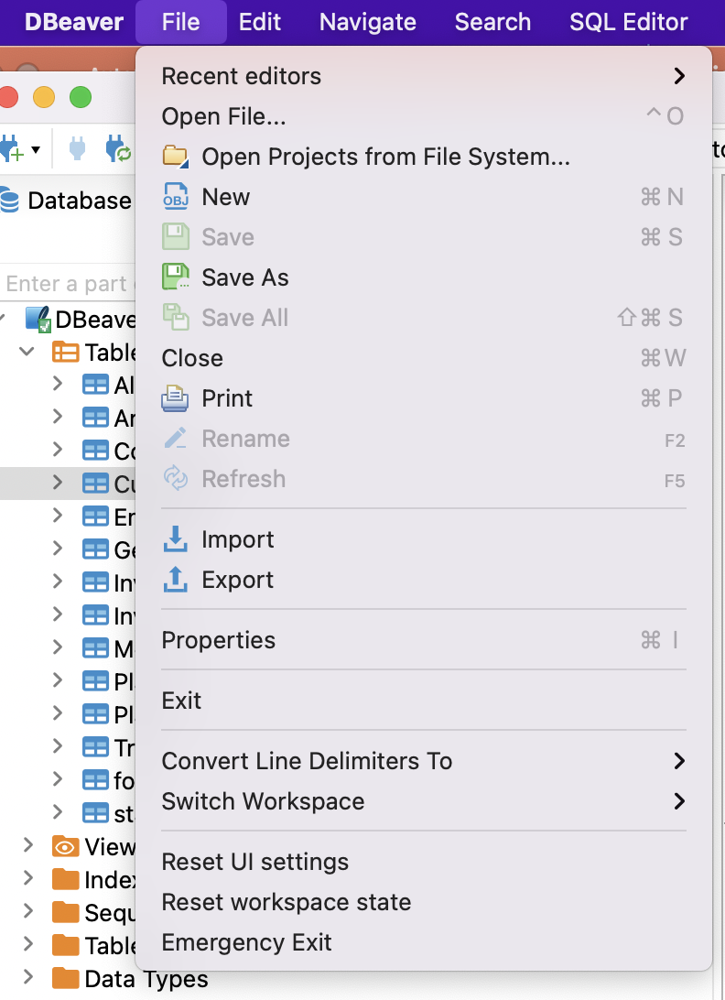 DBeaver File Edit Navigate Search SQL Editor
Recent editors
Open File... ^ O
Open Projects from File System...
OBJ New ⌘ N
Save ⌘ S
Save As
Save All ⇧ ⌘ S
Close ⌘ W
Print ⌘ P
Rename F2
Refresh F5
Import
Export
Properties ⌘ I
Exit
Convert Line Delimiters To
Switch Workspace
Reset UI settings
Reset workspace state
Emergency Exit
Database
Enter a part
DBeave
Table
Al
Ar
Co
Cu
Er
Ge
Inv
Inv
M
Pl
Pl
Tr
fo
st
View
Index
Sequ
Table
Data Types